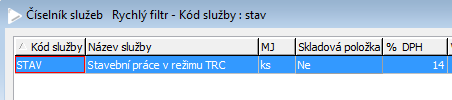 Číselník služeb Rychlý filtr - Kód služby : stav
Kód služby Název služby MJ Skladová položka % DPH
STAV Stavební práce v režimu TRC ks Ne 14